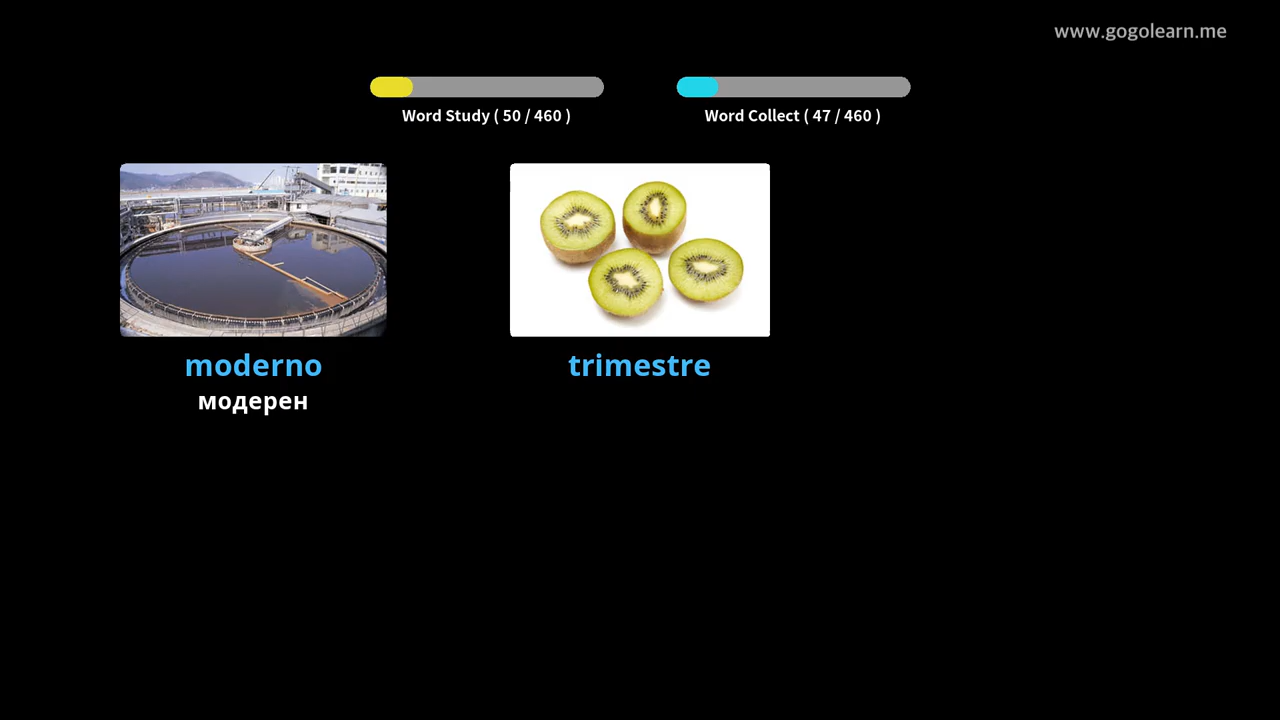 www.gogolearn.me
Word Study ( 50 / 460 )
Word Collect ( 47 / 460 )
moderno
модерен
trimestre